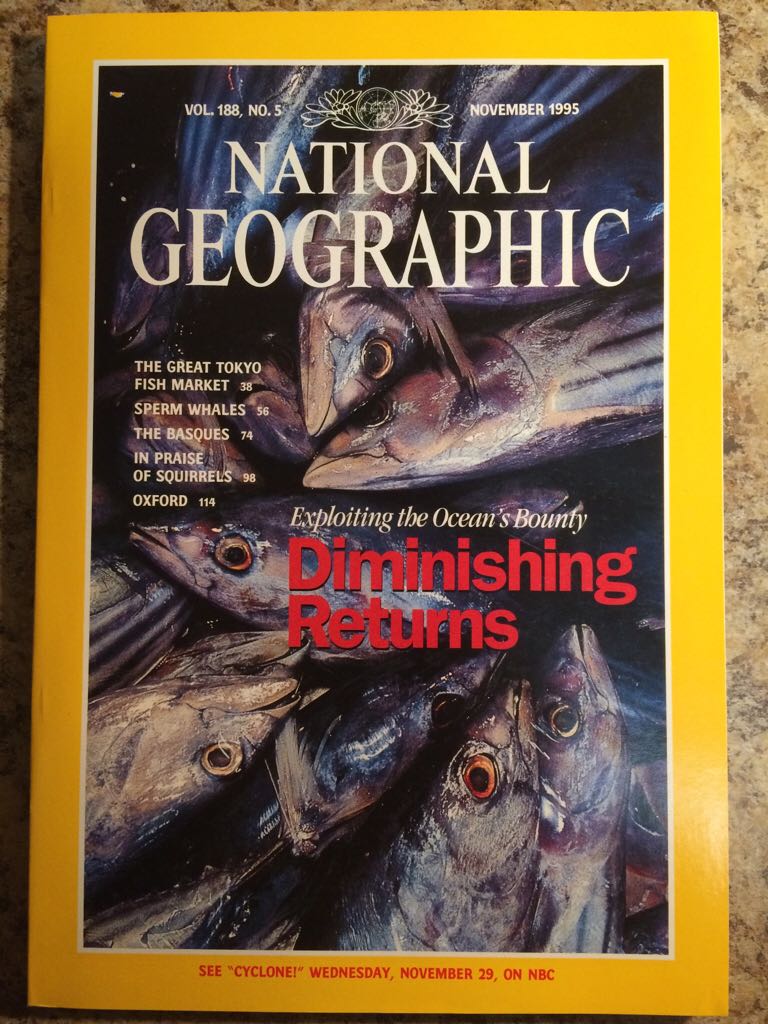 VOL. 188, NO. 5
NOVEMBER 1995
NATIONAL
GEOGRAPHIC
THE GREAT TOKYO
FISH MARKET 38
SPERM WHALES 56
THE BASQUES 74
IN PRAISE
OF SQUIRRELS 98
OXFORD 114
Exploiting the Ocean's Bounty
Diminishing
Returns
SEE "CYCLONE!" WEDNESDAY, NOVEMBER 29, ON NBC